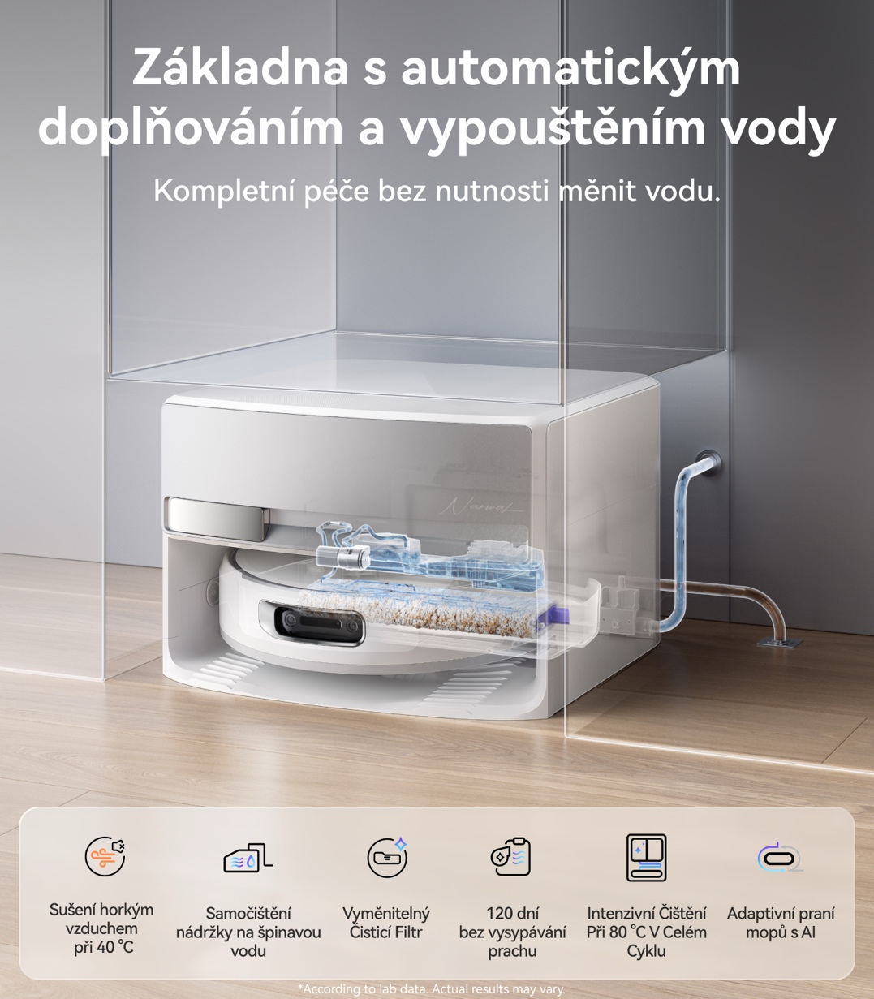 Základna s automatickým
doplňováním a vypouštěním vody
Kompletní péče bez nutnosti měnit vodu.
Narwal
Sušení horkým
vzduchem
při 40 °C
Samočištění
nádržky na špinavou
vodu
Vyměnitelný
Čisticí Filtr
120 dní
bez vysypávání
prachu
Intenzivní Čištění
Při 80 °C V Celém
Cyklu
Adaptivní praní
mopů s AI
*According to lab data. Actual results may vary.